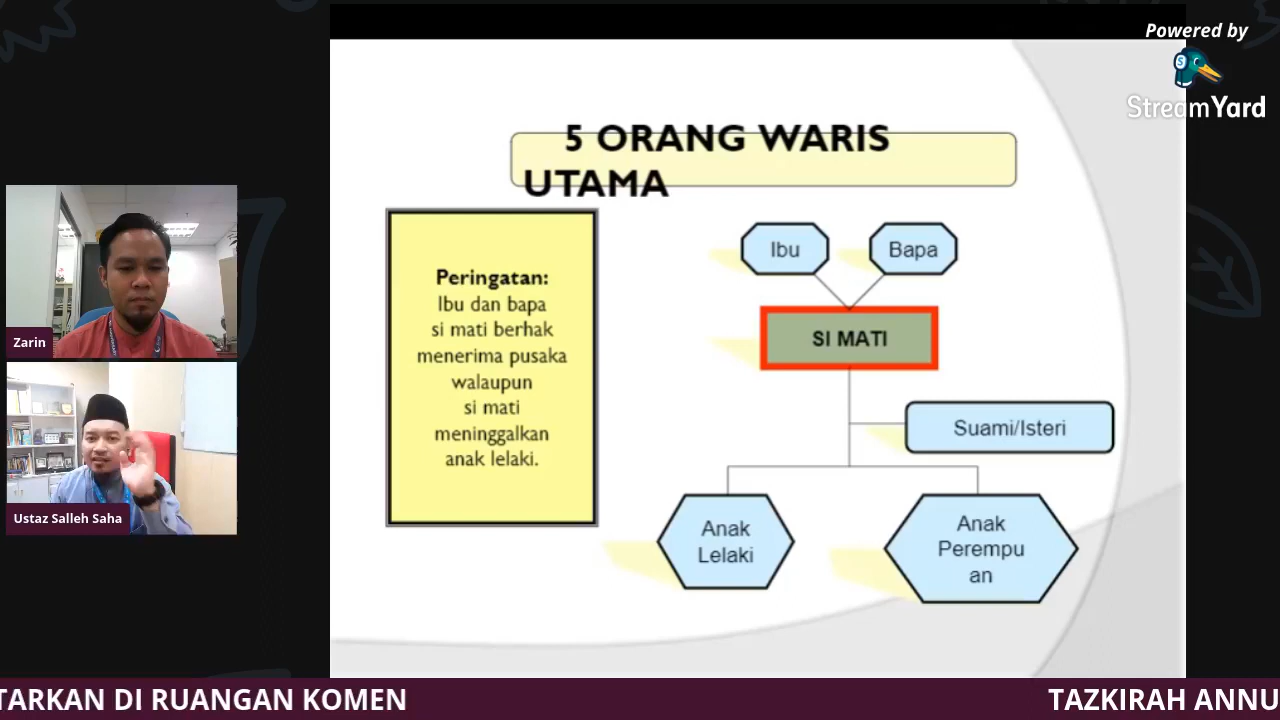 Powered by
StreamYard
5 ORANG WARIS
UTAMA
Peringatan:
Ibu dan bapa
si mati berhak
menerima pusaka
walaupun
si mati
meninggalkan
anak lelaki.
Ibu
Bapa
SI MATI
Suami/Isteri
Anak
Lelaki
Anak
Perempu
an
Zarin
Ustaz Salleh Saha
TARKAN DI RUANGAN KOMEN
TAZKIRAH ANNU